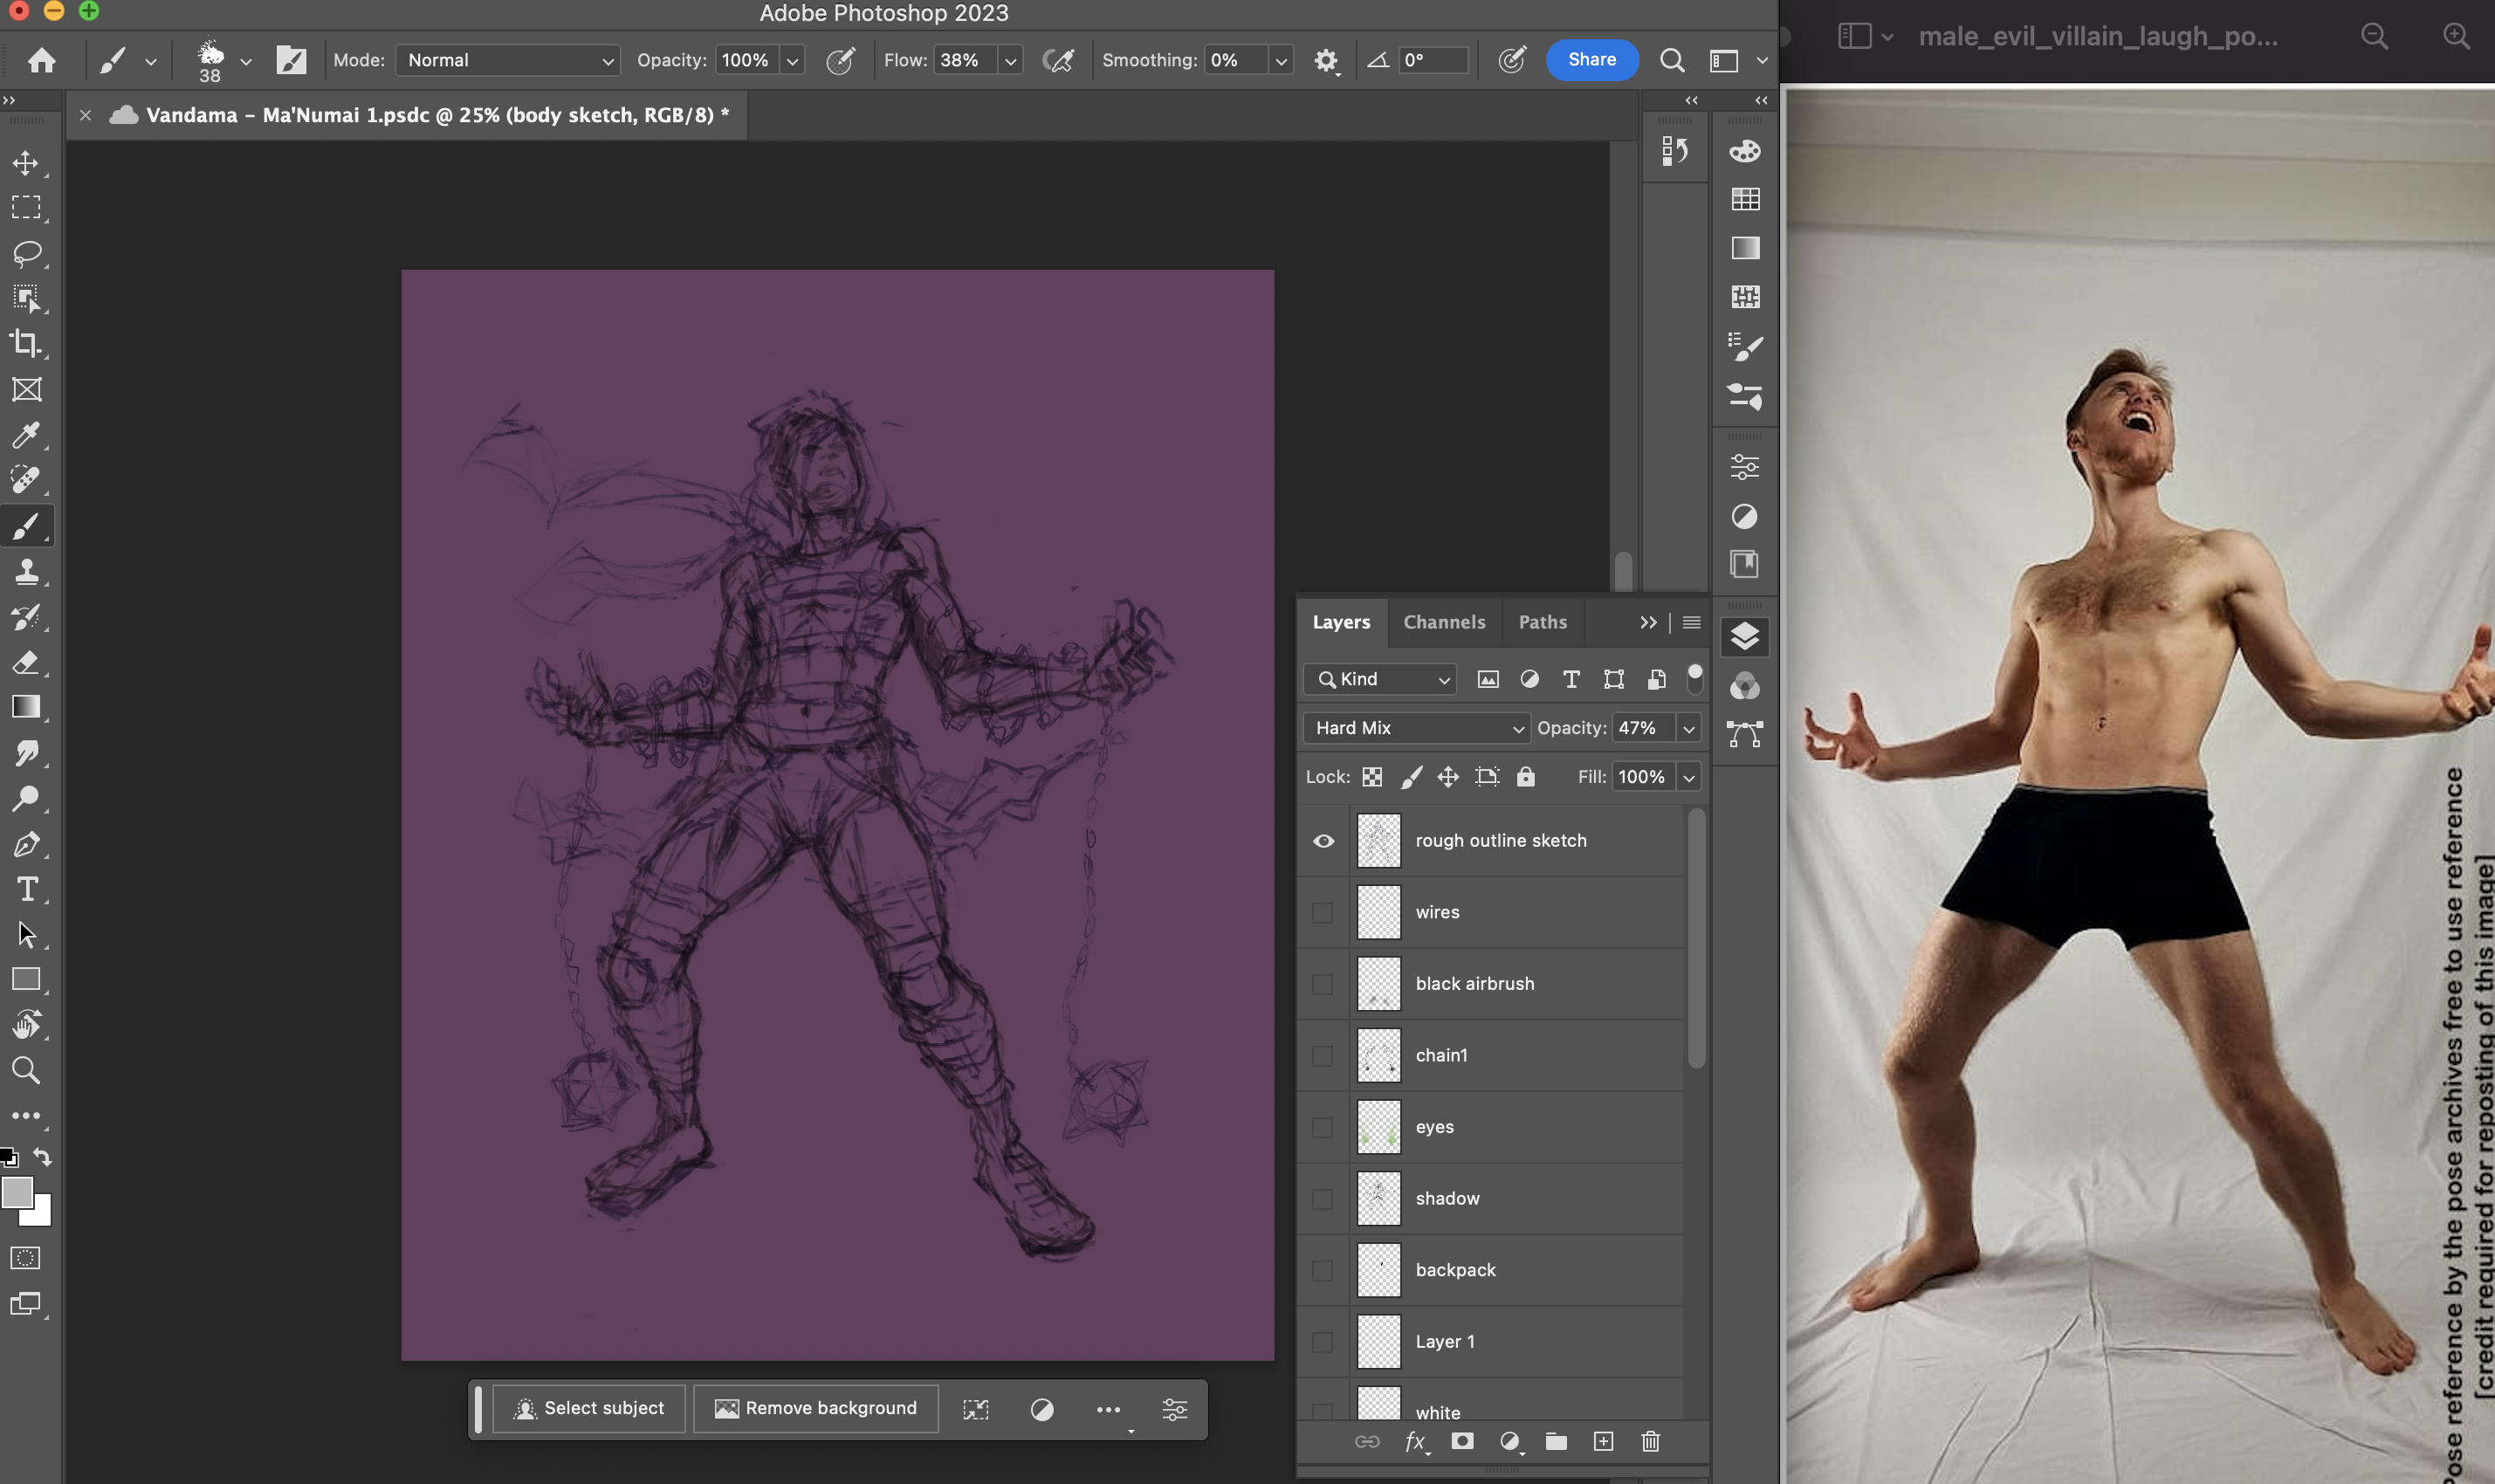 Adobe Photoshop 2023
male_evil_villain_laugh_po...
38
Mode: Normal Opacity: 100% Flow: 38% Smoothing: 0% 0° Share
Vandama – Ma'Numai 1.psdc @ 25% (body sketch, RGB/8) *
Layers Channels Paths
Kind
Hard Mix Opacity: 47%
Lock: Fill: 100%
rough outline sketch
wires
black airbrush
chain1
eyes
shadow
backpack
Layer 1
white
fx
Select subject Remove background
Pose reference by the pose archives free to use reference
[credit required for reposting of this image]